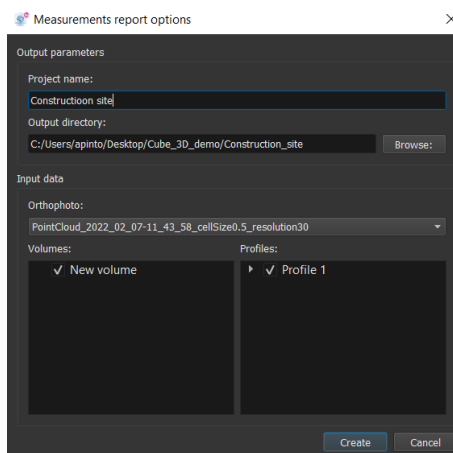 Measurements report options
Output parameters
Project name:
Constructioon site
Output directory:
C:/Users/apinto/Desktop/Cube_3D_demo/Construction_site
Browse:
Input data
Orthophoto:
PointCloud_2022_02_07-11_43_58_cellSize0.5_resolution30
Volumes:
Profiles:
New volume
Profile 1
Create
Cancel